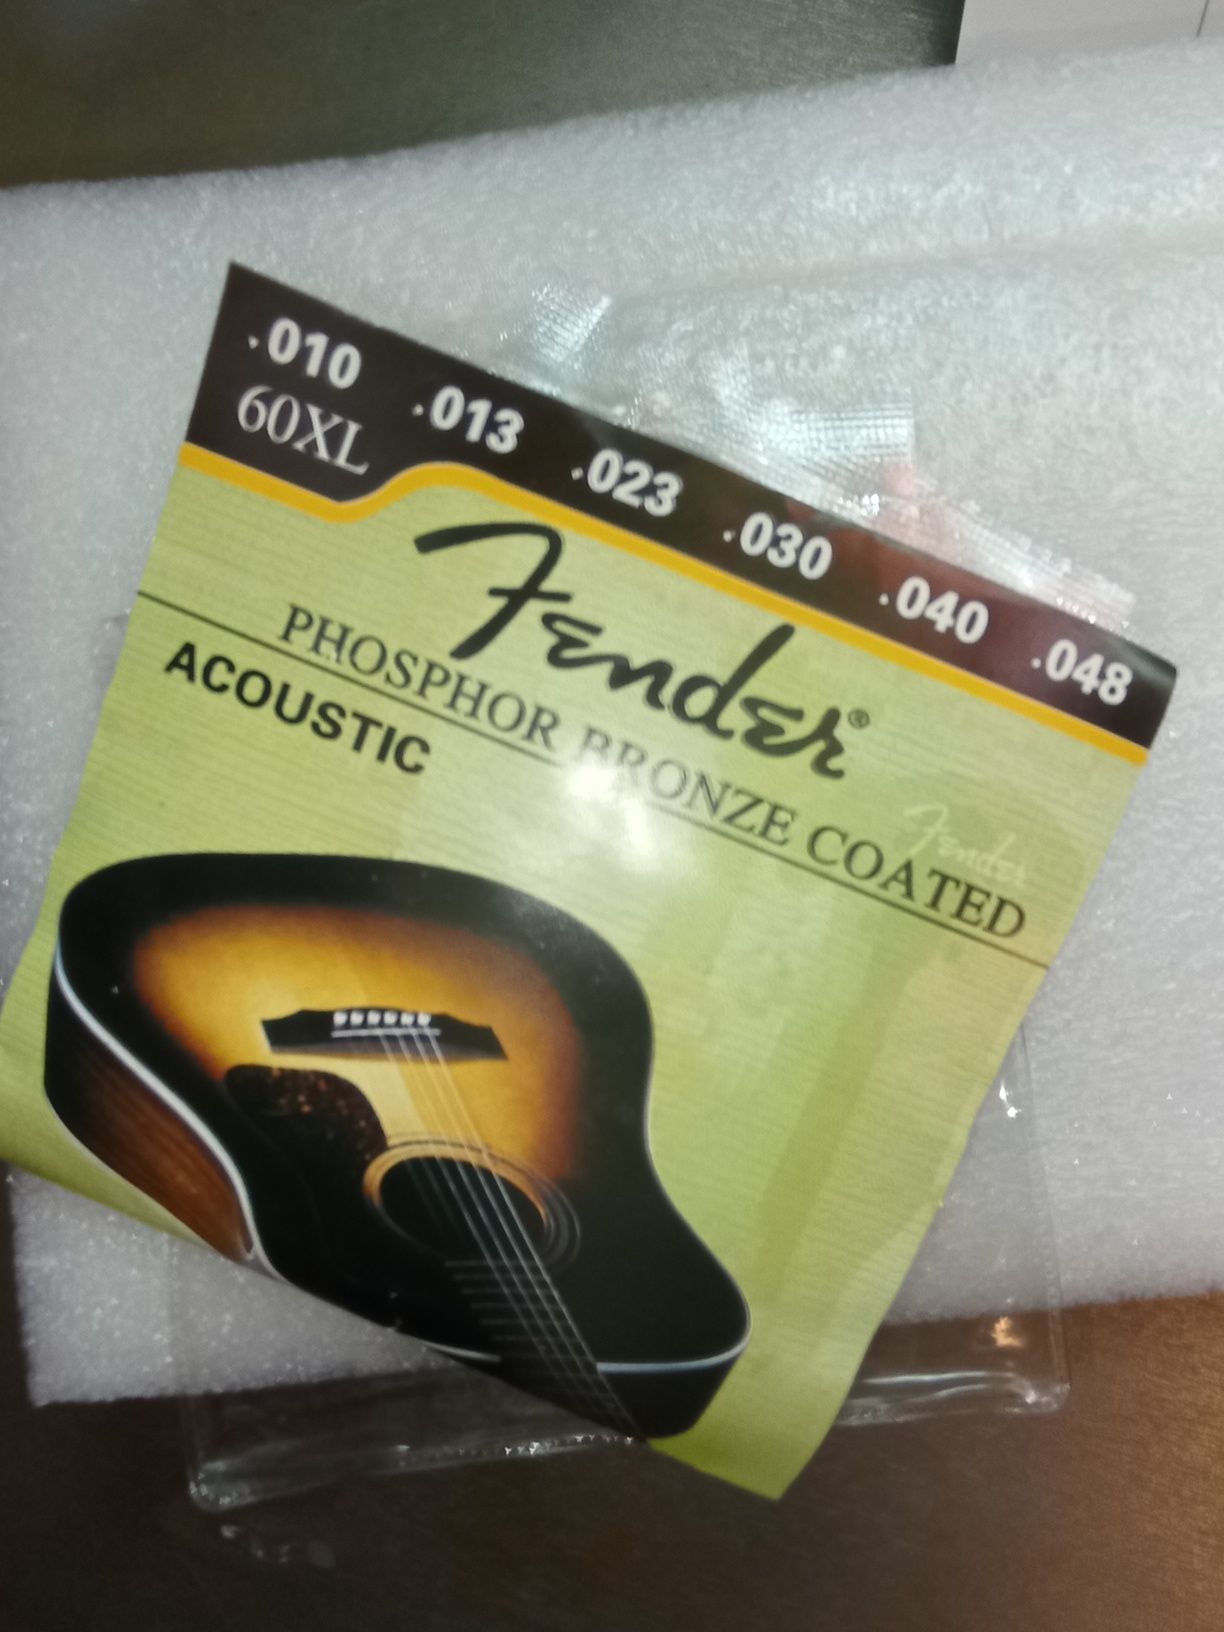 .010 .013 .023 .030 .040 .048
60XL
Fender®
PHOSPHOR BRONZE COATED
ACOUSTIC
Fender